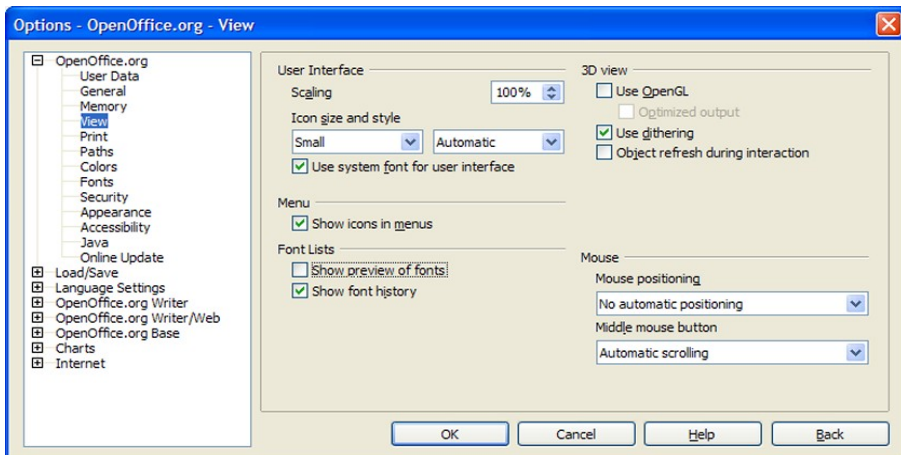 Options - OpenOffice.org - View
OpenOffice.org
User Data
General
Memory
View
Print
Paths
Colors
Fonts
Security
Appearance
Accessibility
Java
Online Update
Load/Save
Language Settings
OpenOffice.org Writer
OpenOffice.org Writer/Web
OpenOffice.org Base
Charts
Internet
User Interface
Scaling
100%
Icon size and style
Small
Automatic
Use system font for user interface
Menu
Show icons in menus
Font Lists
Show preview of fonts
Show font history
3D view
Use OpenGL
Optimized output
Use dithering
Object refresh during interaction
Mouse
Mouse positioning
No automatic positioning
Middle mouse button
Automatic scrolling
OK
Cancel
Help
Back